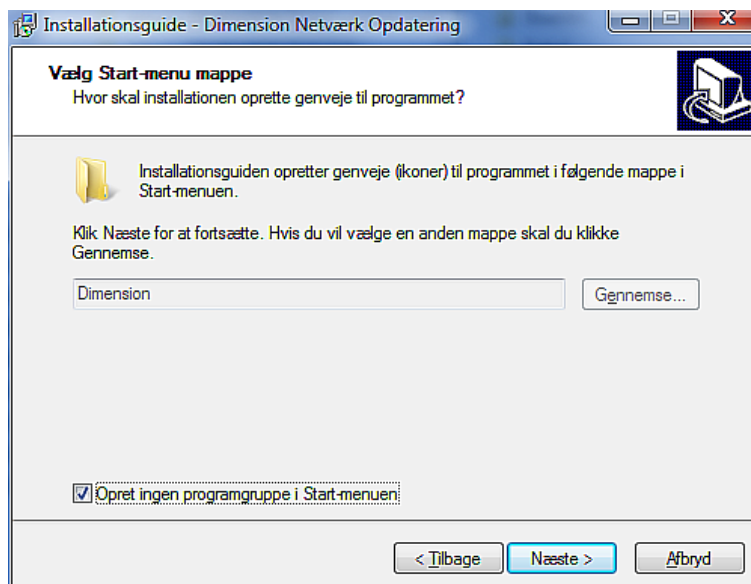 Installationsguide - Dimension Netværk Opdatering
Vælg Start-menu mappe
Hvor skal installationen oprette genveje til programmet?
Installationsguiden opretter genveje (ikoner) til programmet i følgende mappe i
Start-menuen.
Klik Næste for at fortsætte. Hvis du vil vælge en anden mappe skal du klikke
Gennemse.
Dimension
Gennemse...
Opret ingen programgruppe i Start-menuen
< Tilbage
Næste >
Afbryd